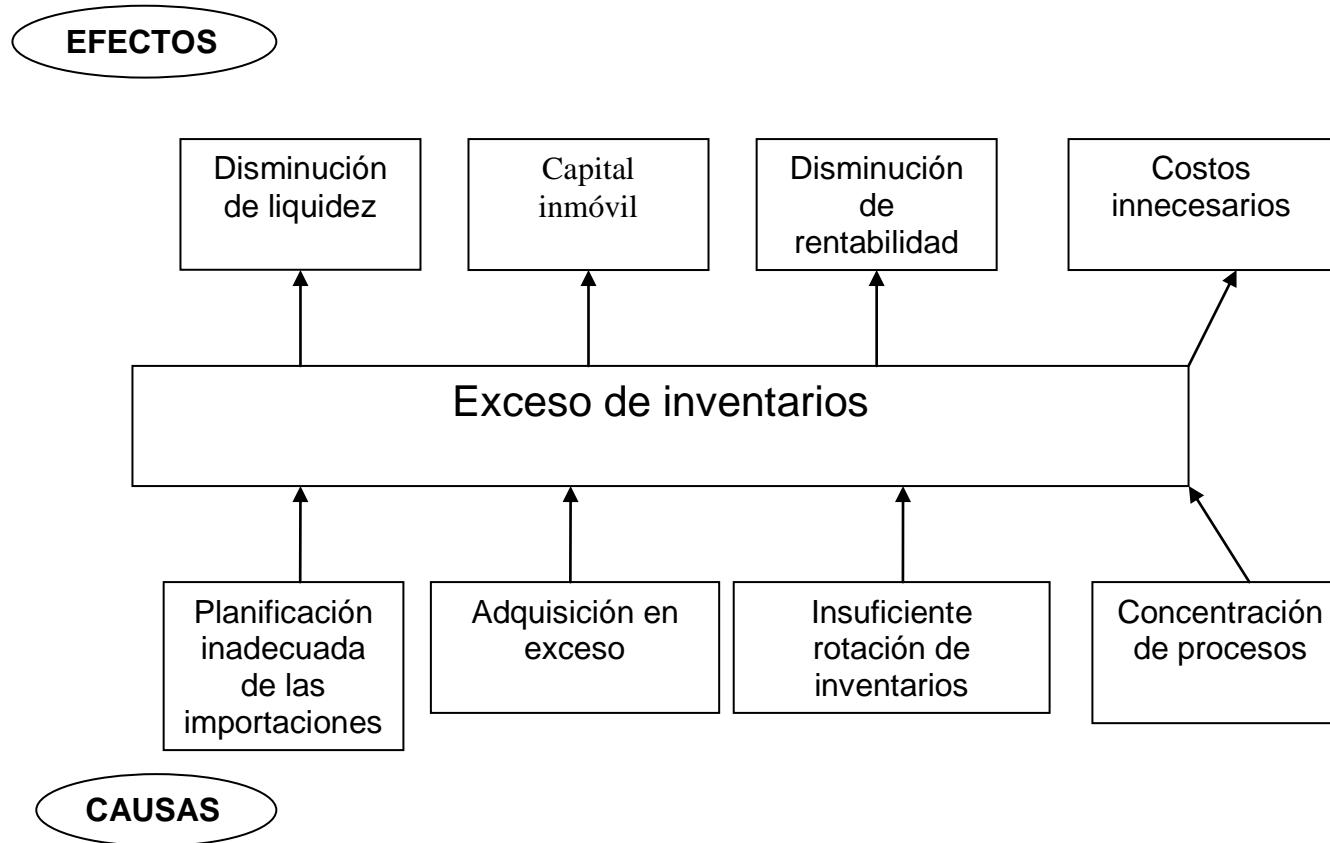 EFECTOS
Disminución
de liquidez
Capital
inmóvil
Disminución
de
rentabilidad
Costos
innecesarios
Exceso de inventarios
Planificación
inadecuada
de las
importaciones
Adquisición en
exceso
Insuficiente
rotación de
inventarios
Concentración
de procesos
CAUSAS